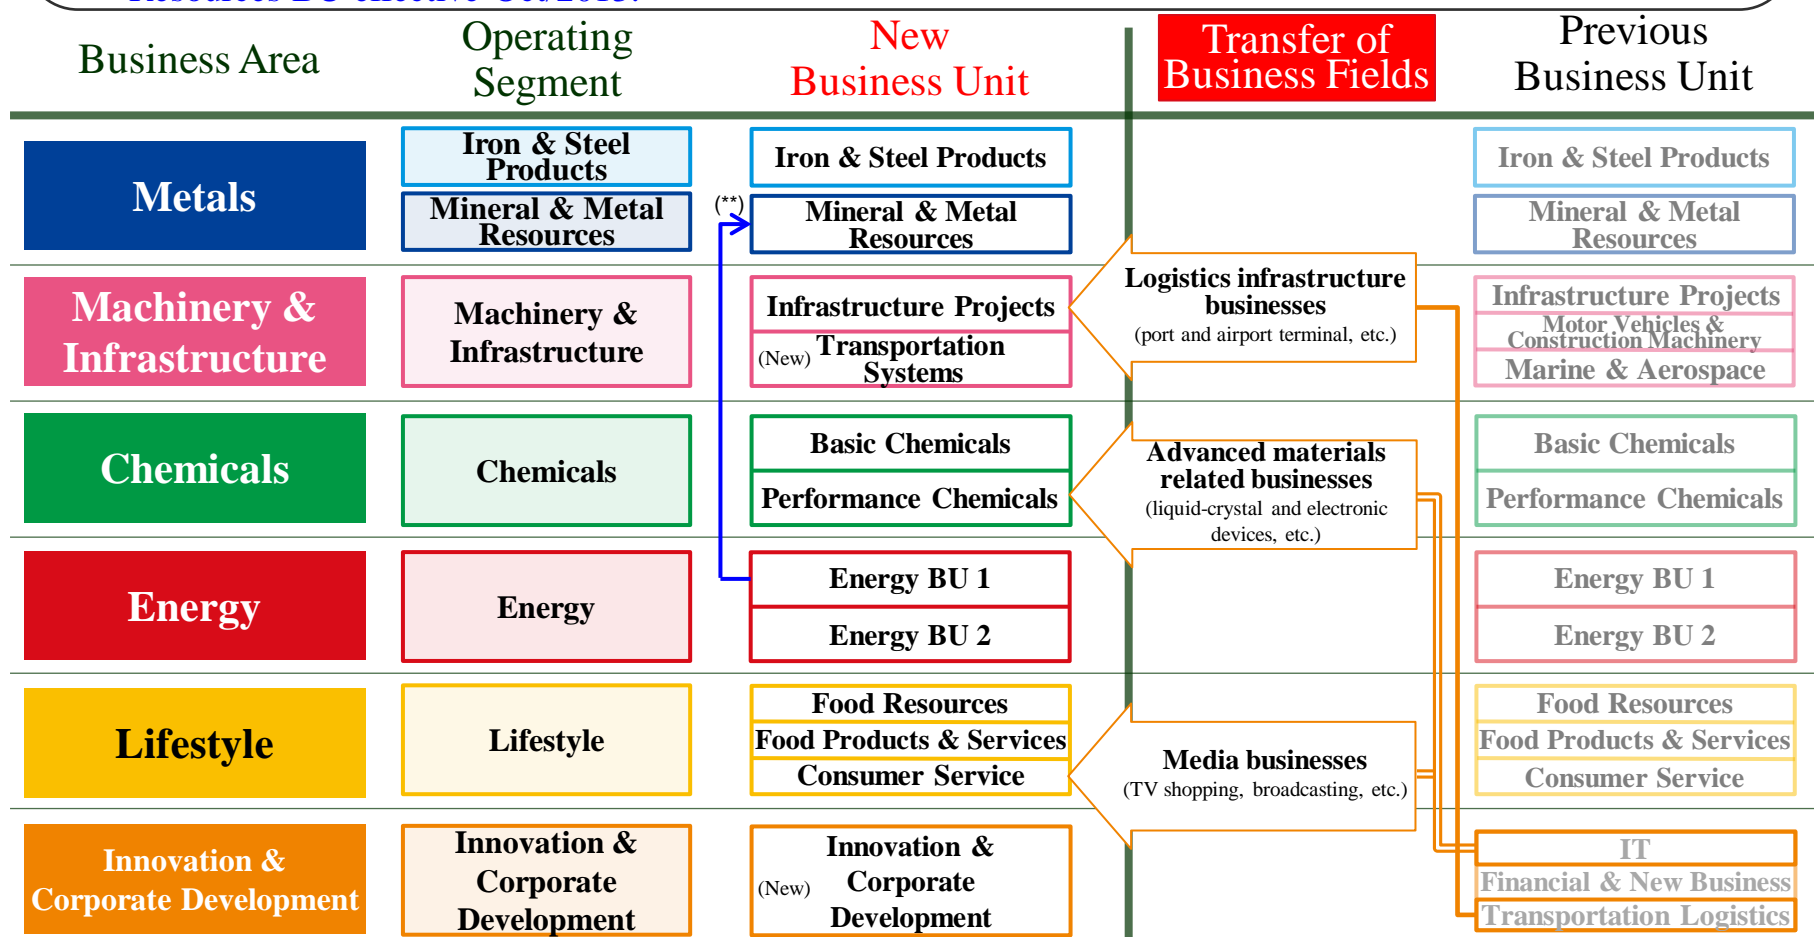 Business Area
Operating
Segment
New
Business Unit
Transfer of
Business Fields
Previous
Business Unit
Metals
Iron & Steel
Products
Mineral & Metal
Resources
Iron & Steel Products
(**)
Mineral & Metal
Resources
Iron & Steel Products
Mineral & Metal
Resources
Machinery &
Infrastructure
Machinery &
Infrastructure
Infrastructure Projects
(New) Transportation
Systems
Logistics infrastructure
businesses
(port and airport terminal, etc.)
Infrastructure Projects
Motor Vehicles &
Construction Machinery
Marine & Aerospace
Chemicals
Chemicals
Basic Chemicals
Performance Chemicals
Advanced materials
related businesses
(liquid-crystal and electronic
devices, etc.)
Basic Chemicals
Performance Chemicals
Energy
Energy
Energy BU 1
Energy BU 2
Energy BU 1
Energy BU 2
Lifestyle
Lifestyle
Food Resources
Food Products & Services
Consumer Service
Media businesses
(TV shopping, broadcasting, etc.)
Food Resources
Food Products & Services
Consumer Service
Innovation &
Corporate Development
Innovation &
Corporate
Development
Innovation &
(New) Corporate
Development
IT
Financial & New Business
Transportation Logistics